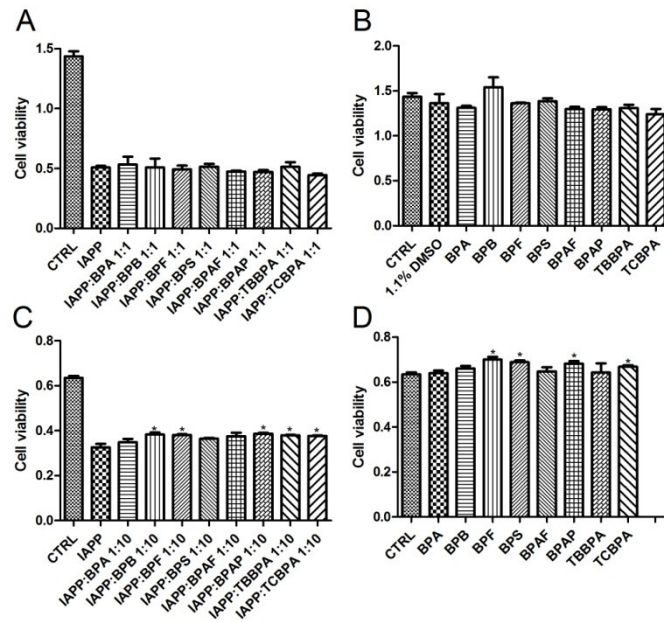 A
Cell viability
1.5
1.0
0.5
0.0
CTRL
IAPP
IAPP:BPA 1:1
IAPP:BPB 1:1
IAPP:BPF 1:1
IAPP:BPS 1:1
IAPP:BPAF 1:1
IAPP:BPAP 1:1
IAPP:TBBPA 1:1
IAPP:TCBPA 1:1
B
Cell viability
2.0
1.5
1.0
0.5
0.0
CTRL
1.1% DMSO
BPA
BPB
BPF
BPS
BPAF
BPAP
TBBPA
TCBPA
C
Cell viability
0.8
0.6
0.4
0.2
0.0
* * * * *
CTRL
IAPP
IAPP:BPA 1:10
IAPP:BPB 1:10
IAPP:BPF 1:10
IAPP:BPS 1:10
IAPP:BPAF 1:10
IAPP:BPAP 1:10
IAPP:TBBPA 1:10
IAPP:TCBPA 1:10
D
Cell viability
0.8
0.6
0.4
0.2
0.0
* * * *
CTRL
BPA
BPB
BPF
BPS
BPAF
BPAP
TBBPA
TCBPA